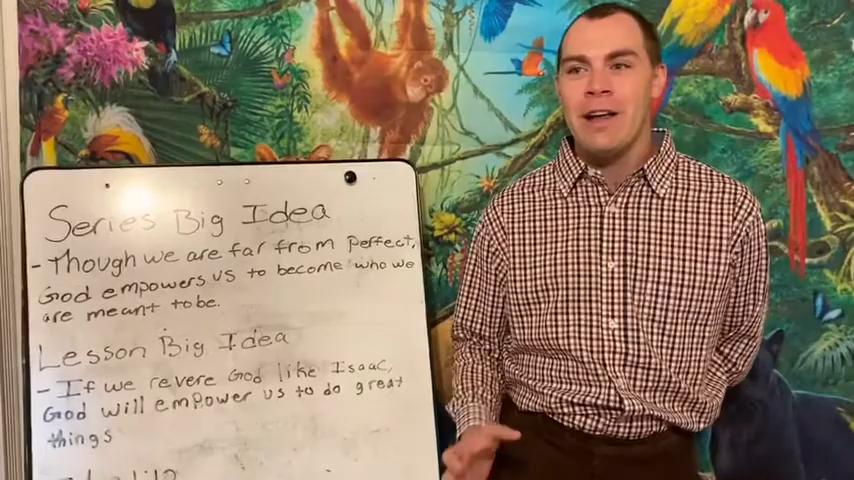 Series Big Idea
- Though we are far from perfect,
God empowers us to become who we
are meant to be.
Lesson Big Idea
- If we revere God like Isaac,
God will empower us to do great
things